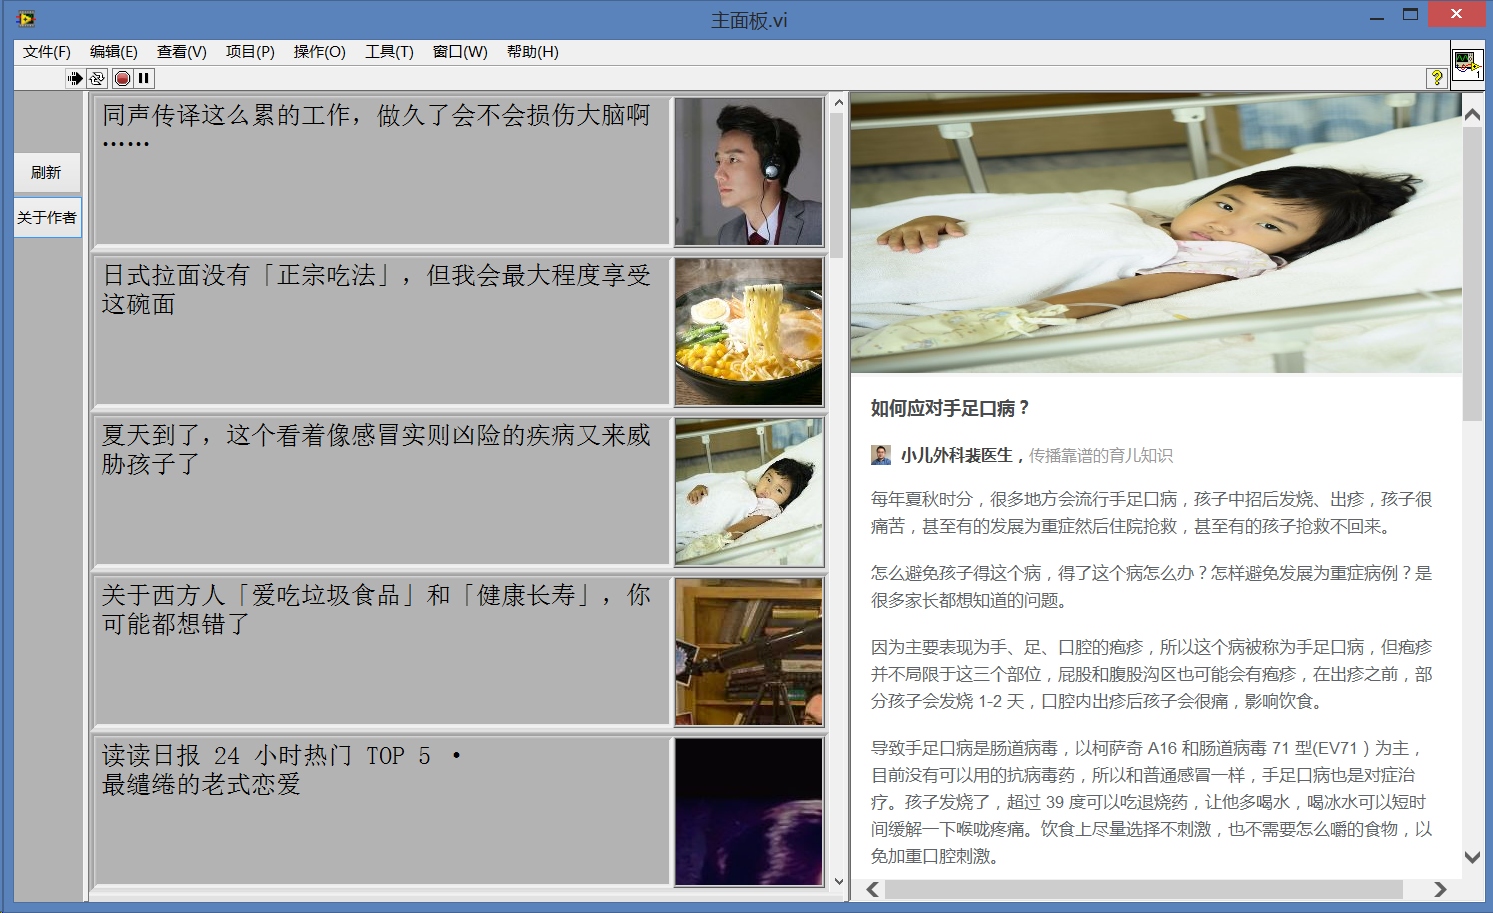 主面板.vi
文件(F) 编辑(E) 查看(V) 项目(P) 操作(O) 工具(T) 窗口(W) 帮助(H)
?
1
刷新
关于作者
同声传译这么累的工作，做久了会不会损伤大脑啊
……
日式拉面没有「正宗吃法」，但我会最大程度享受
这碗面
夏天到了，这个看着像感冒实则凶险的疾病又来威
胁孩子了
关于西方人「爱吃垃圾食品」和「健康长寿」，你
可能都想错了
读读日报 24 小时热门 TOP 5 ·
最缱绻的老式恋爱
如何应对手足口病？
小儿外科裴医生，传播靠谱的育儿知识
每年夏秋时分，很多地方会流行手足口病，孩子中招后发烧、出疹，孩子很
痛苦，甚至有的发展为重症然后住院抢救，甚至有的孩子抢救不回来。
怎么避免孩子得这个病，得了这个病怎么办？怎样避免发展为重症病例？是
很多家长都想知道的问题。
因为主要表现为手、足、口腔的疱疹，所以这个病被称为手足口病，但疱疹
并不局限于这三个部位，屁股和腹股沟区也可能会有疱疹，在出疹之前，部
分孩子会发烧 1-2 天，口腔内出疹后孩子会很痛，影响饮食。
导致手足口病是肠道病毒，以柯萨奇 A16 和肠道病毒 71 型(EV71）为主，
目前没有可以用的抗病毒药，所以和普通感冒一样，手足口病也是对症治
疗。孩子发烧了，超过 39 度可以吃退烧药，让他多喝水，喝冰水可以短时
间缓解一下喉咙疼痛。饮食上尽量选择不刺激，也不需要怎么嚼的食物，以
免加重口腔刺激。